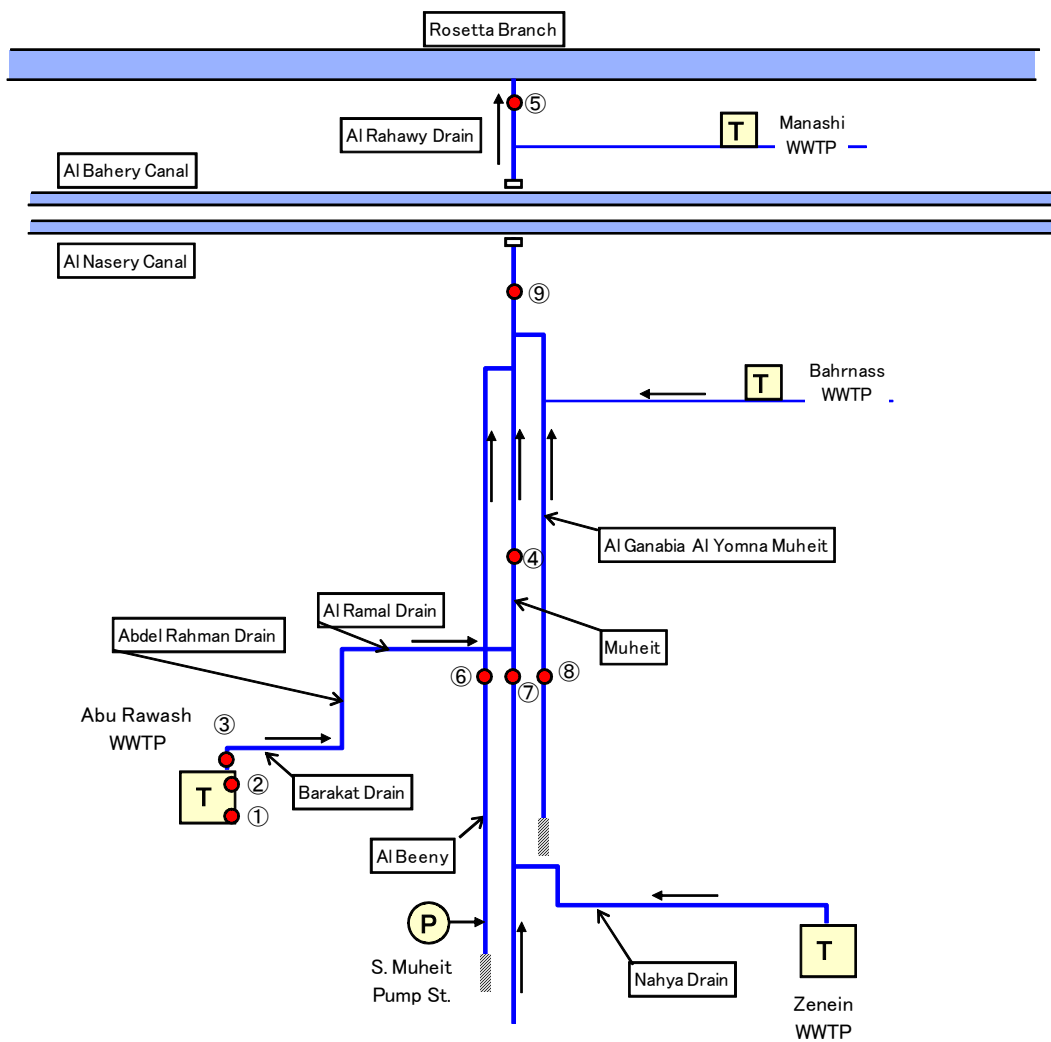 Rosetta Branch
⑤
Al Rahawy Drain
T
Manashi
WWTP
Al Bahery Canal
Al Nasery Canal
⑨
T
Bahrnass
WWTP
Al Ganabia Al Yomna Muheit
④
Al Ramal Drain
Abdel Rahman Drain
Muheit
⑥
⑦
⑧
Abu Rawash
WWTP
③
T
②
①
Barakat Drain
Al Beeny
P
S. Muheit
Pump St.
Nahya Drain
T
Zenein
WWTP